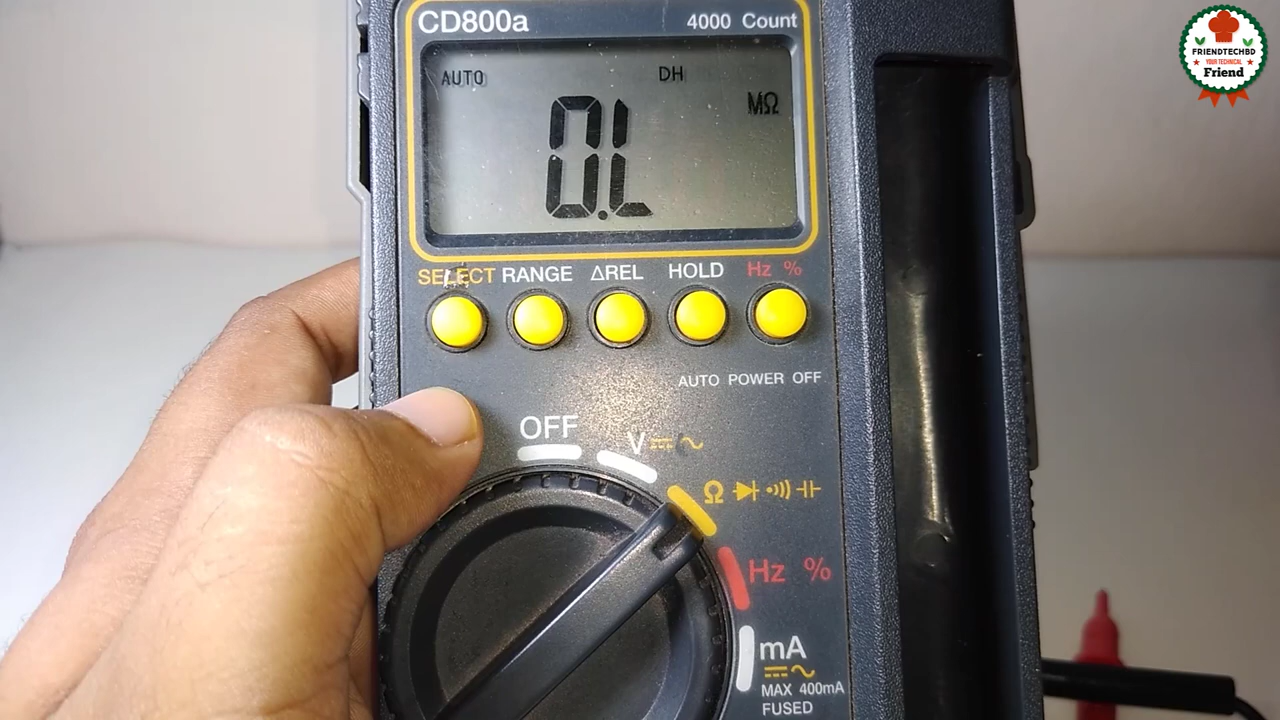 CD800a 4000 Count
AUTO DH
MΩ
0.L
SELECT RANGE ΔREL HOLD Hz %
AUTO POWER OFF
OFF
V
Ω
Hz %
mA
MAX 400mA
FUSED
FRIENDTECHBD
YOUR TECHNICAL
Friend